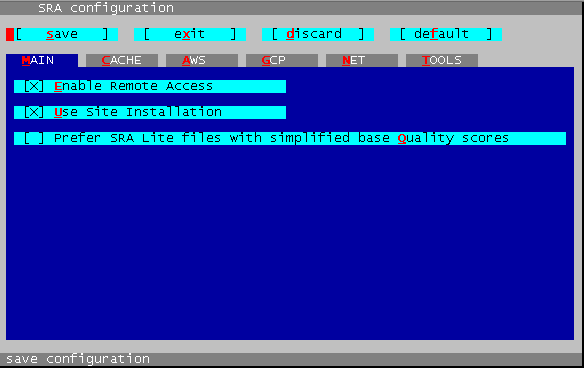 SRA configuration
[ save ] [ exit ] [ discard ] [ default ]
MAIN CACHE AWS GCP NET TOOLS
[X] Enable Remote Access
[X] Use Site Installation
[ ] Prefer SRA Lite files with simplified base Quality scores
save configuration